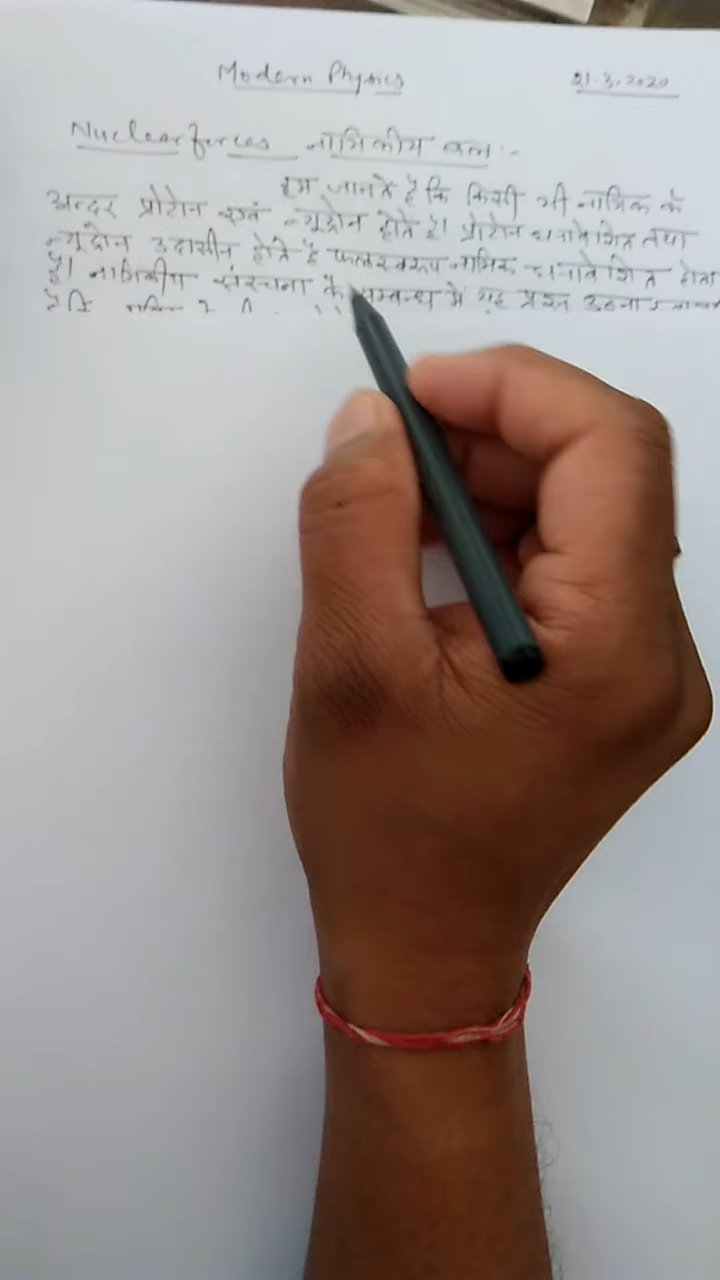 Modern Physics 21.3.2020
Nuclear forces नाभिकीय बल :-
हम जानते है कि किसी भी नाभिक के
अन्दर प्रोटोन एवं न्यूट्रोन होते है। प्रोटोन धनावेशित तथा
न्यूट्रोन उदासीन होते है फलस्वरूप नाभिक धनावेशित होता
है। नाभिकीय संरचना के सम्बन्ध में यह प्रश्न उठना
है कि